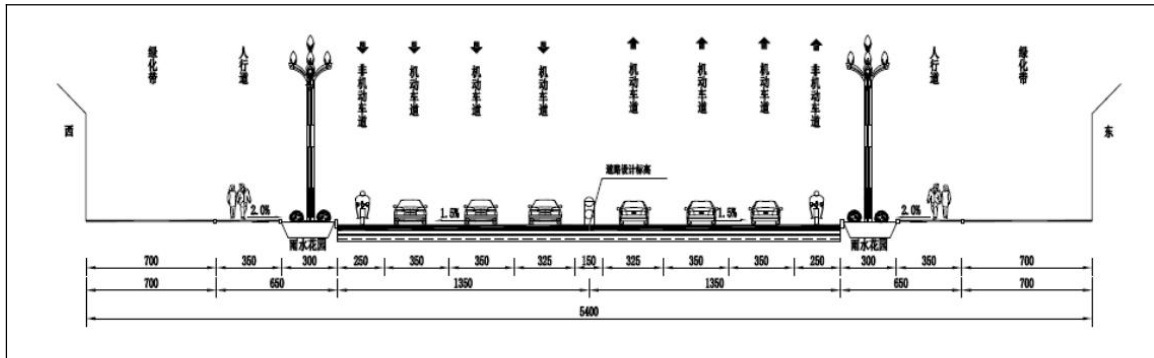 绿化带
人行道
非机动车道
机动车道
机动车道
机动车道
机动车道
机动车道
机动车道
非机动车道
人行道
绿化带
西
东
道路设计标高
2.0%
1.5%
1.5%
2.0%
雨水花园
雨水花园
700 350 300 250 350 350 325 150 325 350 350 250 300 350 700
700 650 1350 1350 650 700
5400